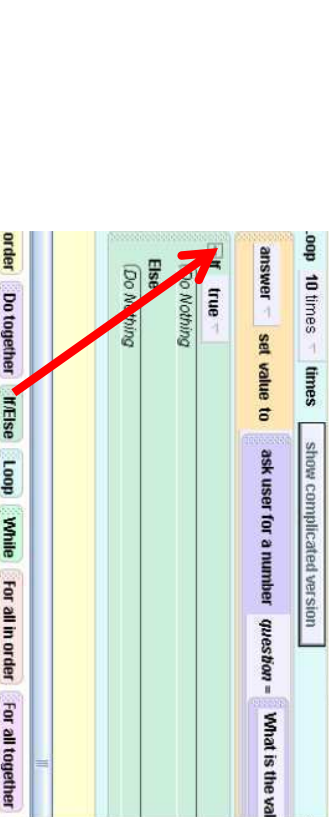 oop 10 times times show complicated version
answer set value to ask user for a number question = What is the val
If true
Do Nothing
Else
(Do Nothing
order Do together If/Else Loop While For all in order For all together